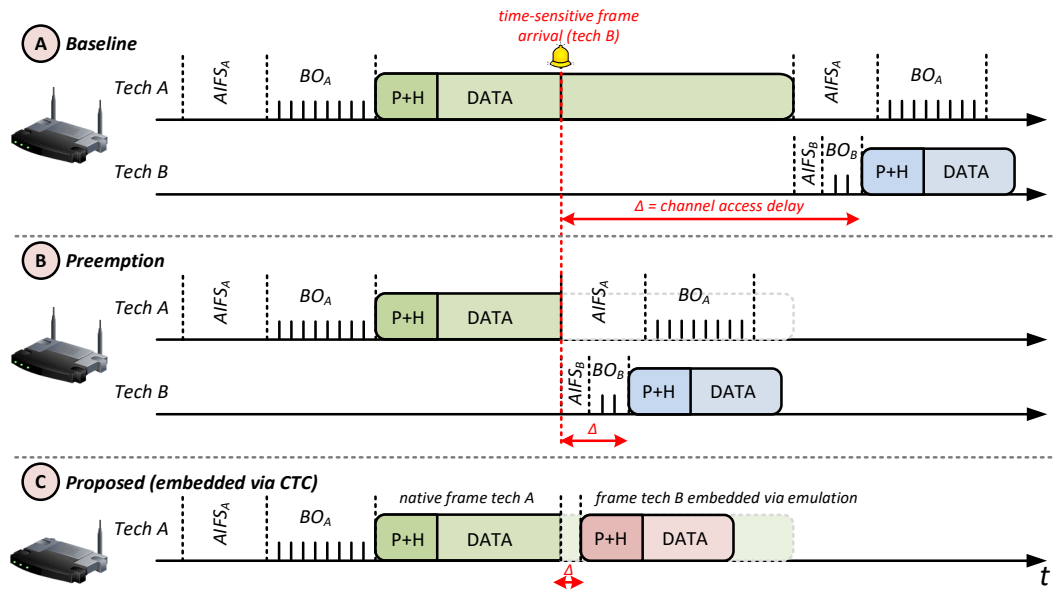 time-sensitive frame
arrival (tech B)
A Baseline
Tech A
AIFS_A
BO_A
P+H
DATA
AIFS_A
BO_A
Tech B
AIFS_B
BO_B
P+H
DATA
Δ = channel access delay
B Preemption
Tech A
AIFS_A
BO_A
P+H
DATA
AIFS_A
BO_A
Tech B
AIFS_B
BO_B
P+H
DATA
Δ
C Proposed (embedded via CTC)
native frame tech A
frame tech B embedded via emulation
Tech A
AIFS_A
BO_A
P+H
DATA
P+H
DATA
Δ
t